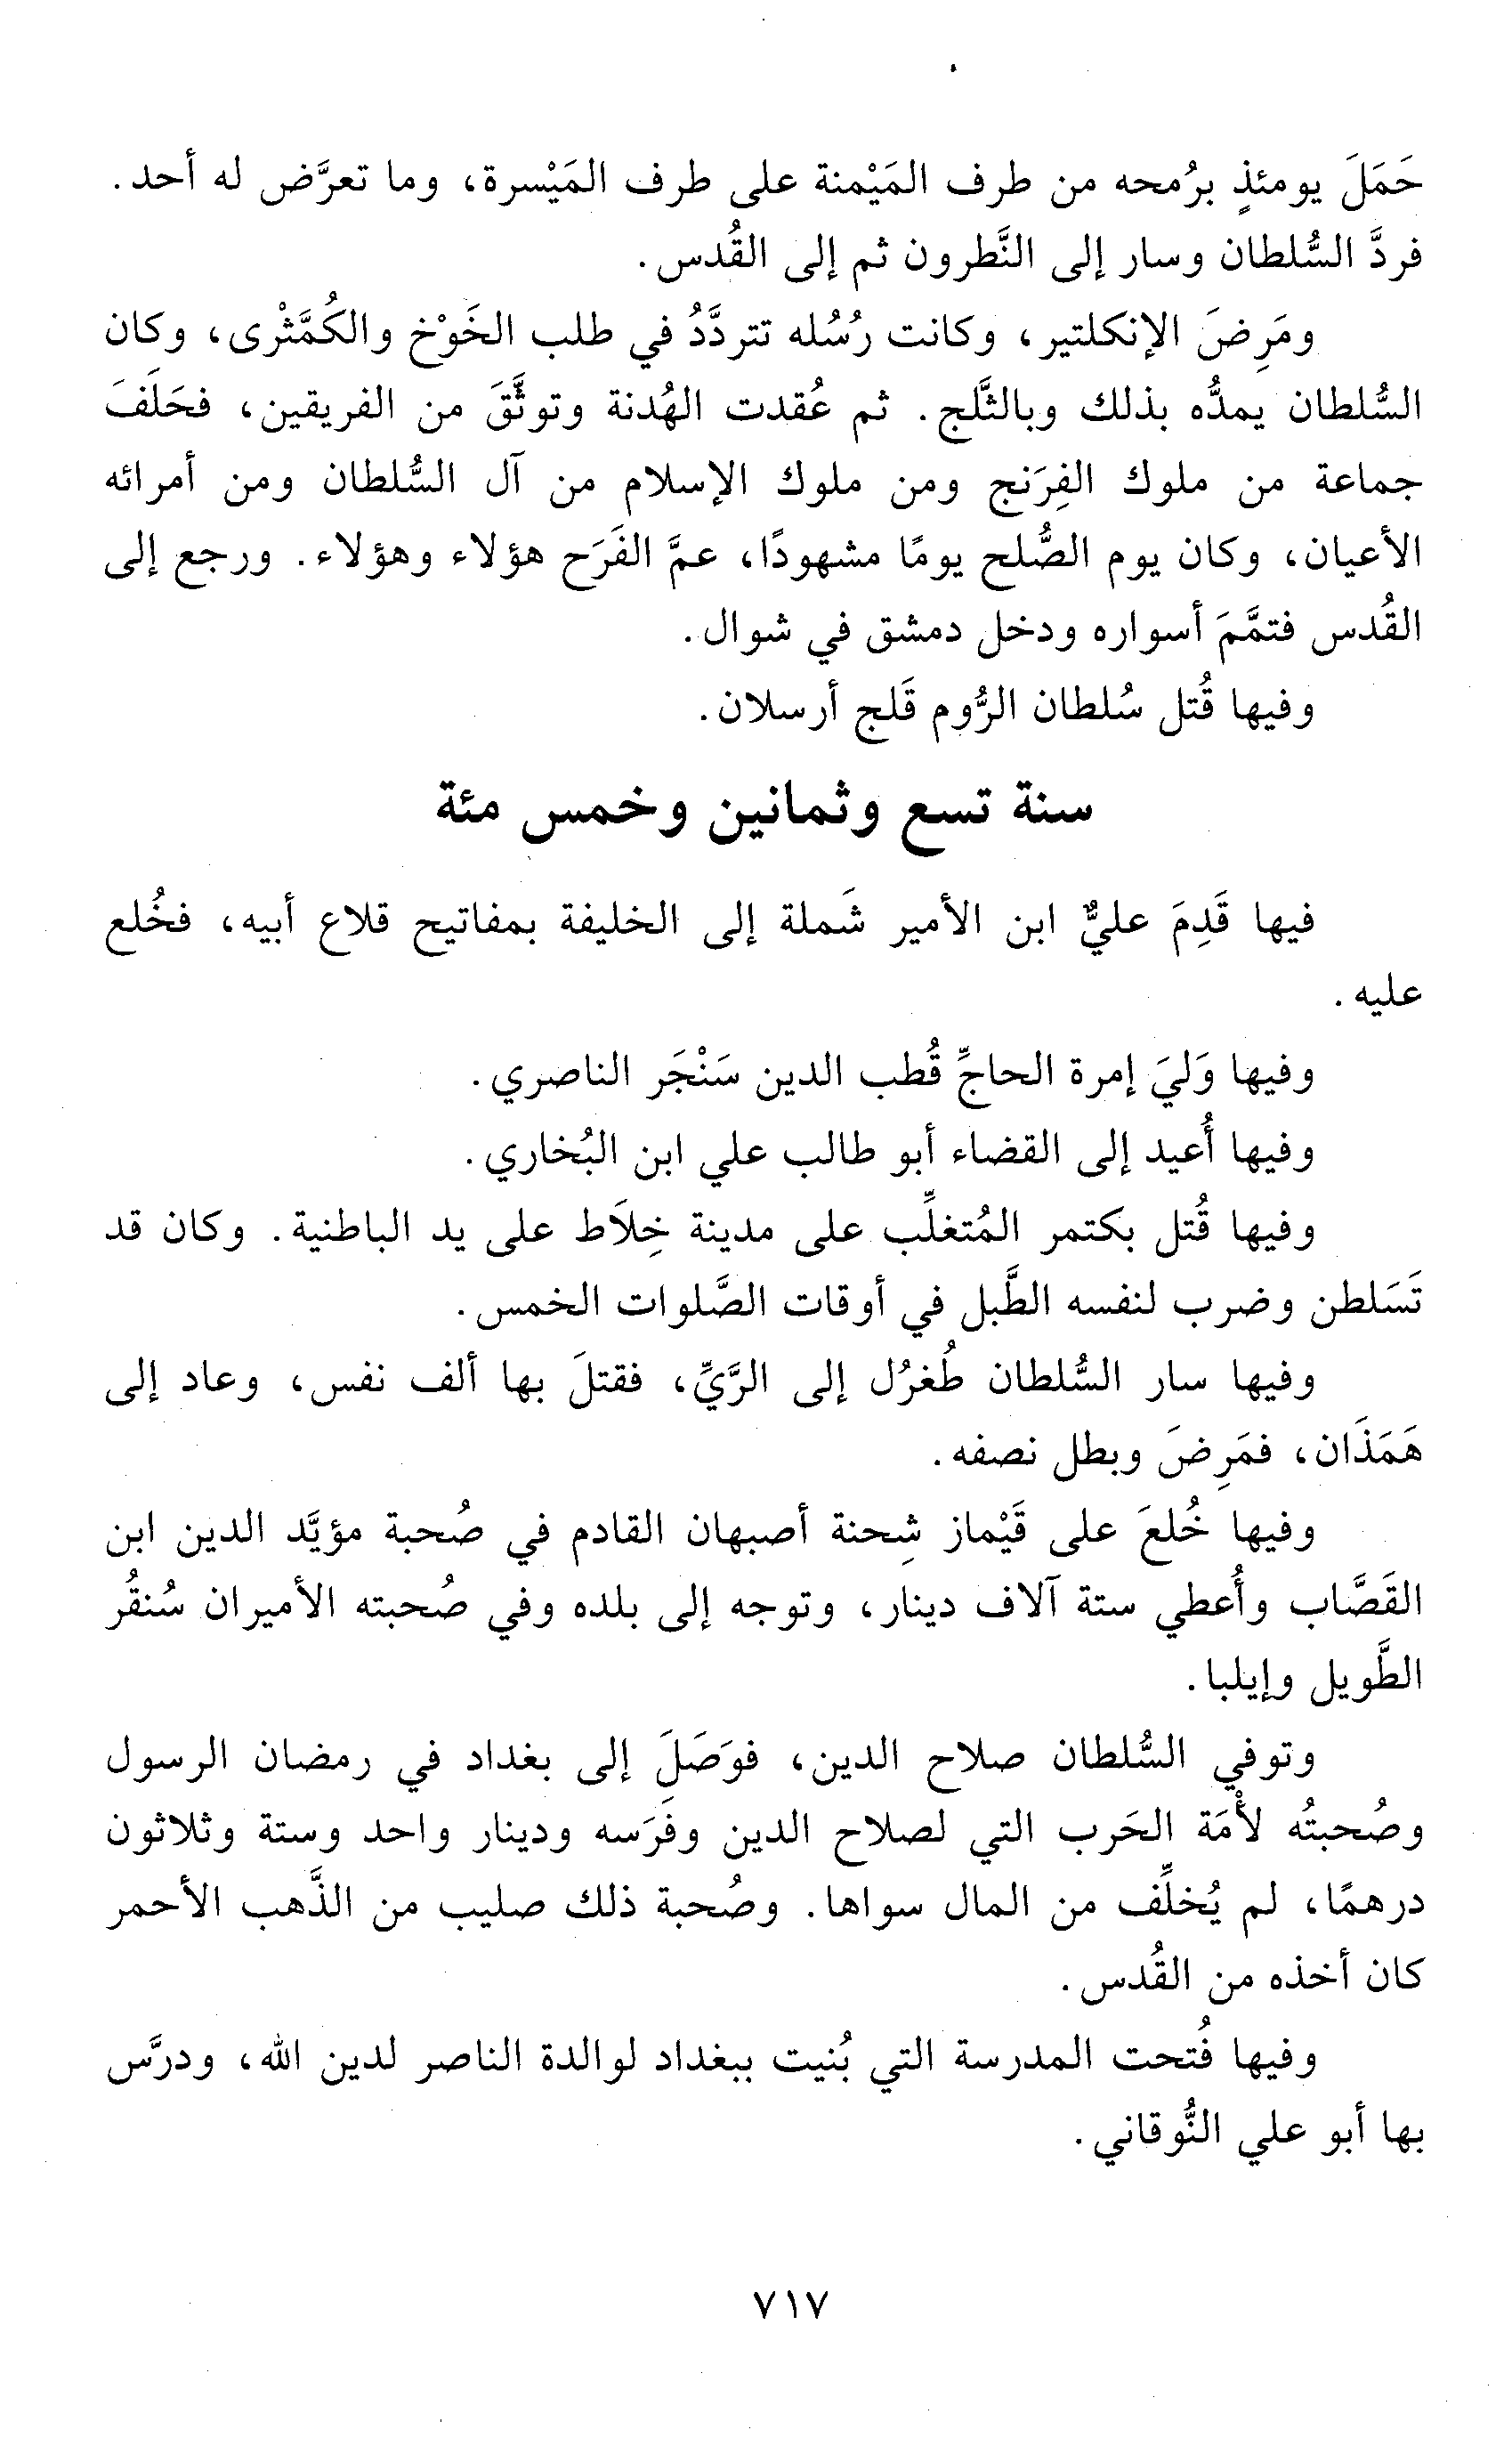 حَمَلَ يومئذٍ برُمحه من طرف المَيْمنة على طرف المَيْسرة، وما تعرَّض له أحد.
فردَّ السُّلطان وسار إلى النَّطرون ثم إلى القُدس.
ومَرِضَ الإنكلتير، وكانت رُسُله تتردَّدُ في طلب الخَوْخ والكُمَّثْرى، وكان
السُّلطان يمدُّه بذلك وبالثَّلج. ثم عُقدت الهُدنة وتوثَّقَ من الفريقين، فحَلَفَ
جماعة من ملوك الفِرَنج ومن ملوك الإسلام من آل السُّلطان ومن أمرائه
الأعيان، وكان يوم الصُّلح يومًا مشهودًا، عمَّ الفَرَح هؤلاء وهؤلاء. ورجع إلى
القُدس فتمَّمَ أسواره ودخل دمشق في شوال.
وفيها قُتل سُلطان الرُّوم قَلج أرسلان.
سنة تسع وثمانين وخمس مئة
فيها قَدِمَ عليٌّ ابن الأمير شَملة إلى الخليفة بمفاتيح قلاع أبيه، فخُلع
عليه.
وفيها وَليَ إمرة الحاجِّ قُطب الدين سَنْجَر الناصري.
وفيها أُعيد إلى القضاء أبو طالب علي ابن البُخاري.
وفيها قُتل بكتمر المُتغلِّب على مدينة خِلَاط على يد الباطنية. وكان قد
تَسَلطن وضرب لنفسه الطَّبل في أوقات الصَّلوات الخمس.
وفيها سار السُّلطان طُغرُل إلى الرَّيِّ، فقتلَ بها ألف نفس، وعاد إلى
هَمَذَان، فمَرِضَ وبطل نصفه.
وفيها خُلعَ على قَيْماز شِحنة أصبهان القادم في صُحبة مؤيَّد الدين ابن
القَصَّاب وأُعطي ستة آلاف دينار، وتوجه إلى بلده وفي صُحبته الأميران سُنقُر
الطَّويل وإيلبا.
وتوفي السُّلطان صلاح الدين، فوَصَلَ إلى بغداد في رمضان الرسول
وصُحبتُه لأْمَة الحَرب التي لصلاح الدين وفَرَسه ودينار واحد وستة وثلاثون
درهمًا، لم يُخلِّف من المال سواها. وصُحبة ذلك صليب من الذَّهب الأحمر
كان أخذه من القُدس.
وفيها فُتحت المدرسة التي بُنيت ببغداد لوالدة الناصر لدين الله، ودرَّس
بها أبو علي النُّوقاني.
٧١٧